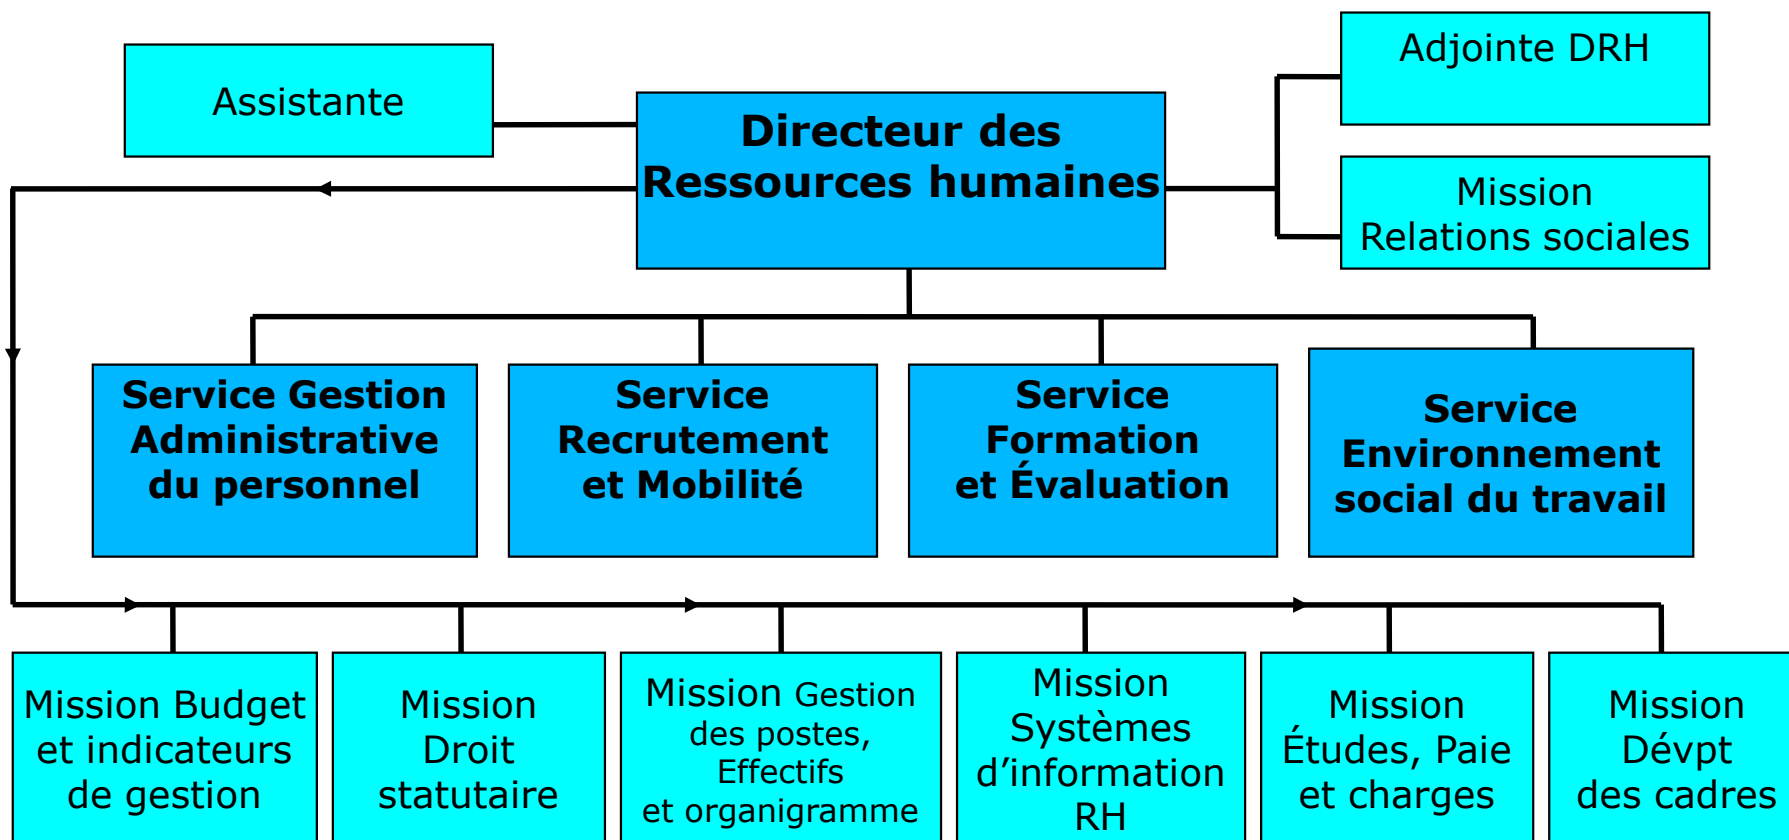 Assistante
Directeur des
Ressources humaines
Adjointe DRH
Mission
Relations sociales
Service Gestion
Administrative
du personnel
Service
Recrutement
et Mobilité
Service
Formation
et Évaluation
Service
Environnement
social du travail
Mission Budget
et indicateurs
de gestion
Mission
Droit
statutaire
Mission Gestion
des postes,
Effectifs
et organigramme
Mission
Systèmes
d’information
RH
Mission
Études, Paie
et charges
Mission
Dévpt
des cadres